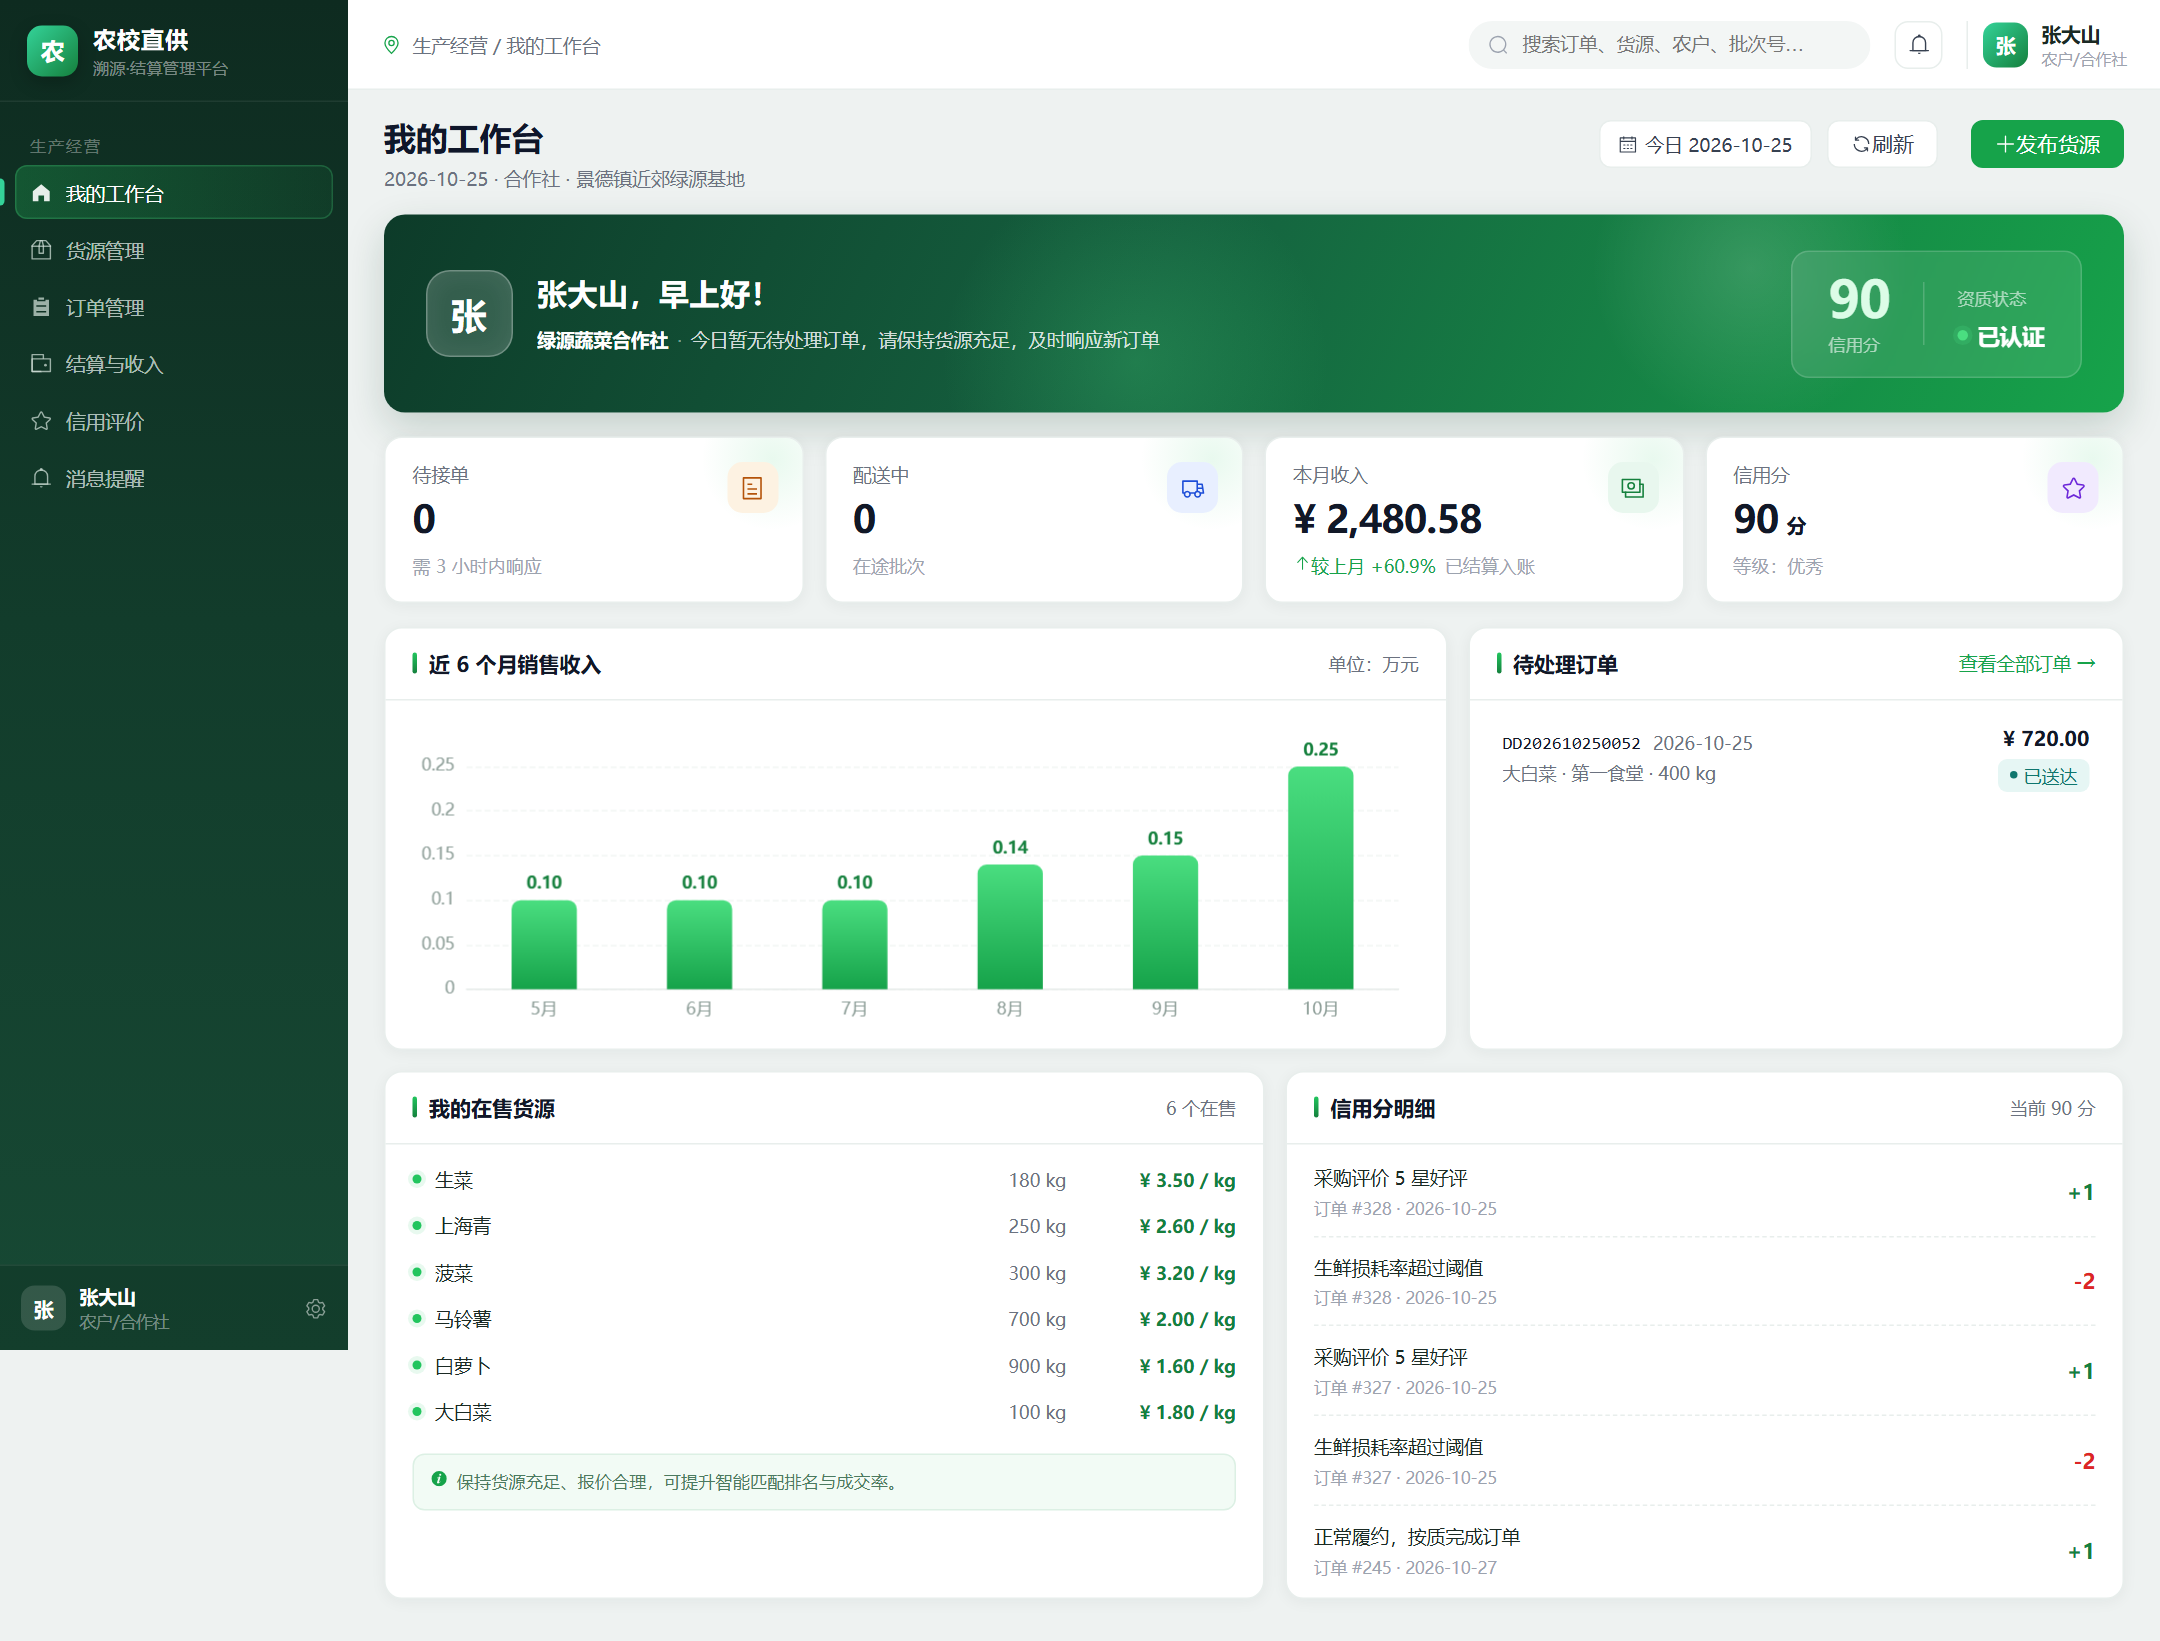 农
农校直供
溯源·结算管理平台
生产经营
我的工作台
货源管理
订单管理
结算与收入
信用评价
消息提醒
张
张大山
农户/合作社
生产经营 / 我的工作台
搜索订单、货源、农户、批次号...
张
张大山
农户/合作社
我的工作台
2026-10-25 · 合作社 · 景德镇近郊绿源基地
今日 2026-10-25
刷新
发布货源
张
张大山，早上好！
绿源蔬菜合作社 · 今日暂无待处理订单，请保持货源充足，及时响应新订单
90
信用分
资质状态
已认证
待接单
0
需 3 小时内响应
配送中
0
在途批次
本月收入
¥ 2,480.58
较上月 +60.9% 已结算入账
信用分
90 分
等级：优秀
近 6 个月销售收入
单位：万元
0.25
0.2
0.15
0.1
0.05
0
0.10
0.10
0.10
0.14
0.15
0.25
5月
6月
7月
8月
9月
10月
待处理订单
查看全部订单 →
DD202610250052 2026-10-25
¥ 720.00
大白菜 · 第一食堂 · 400 kg
已送达
我的在售货源
6 个在售
生菜 180 kg ¥ 3.50 / kg
上海青 250 kg ¥ 2.60 / kg
菠菜 300 kg ¥ 3.20 / kg
马铃薯 700 kg ¥ 2.00 / kg
白萝卜 900 kg ¥ 1.60 / kg
大白菜 100 kg ¥ 1.80 / kg
保持货源充足、报价合理，可提升智能匹配排名与成交率。
信用分明细
当前 90 分
采购评价 5 星好评
订单 #328 · 2026-10-25
+1
生鲜损耗率超过阈值
订单 #328 · 2026-10-25
-2
采购评价 5 星好评
订单 #327 · 2026-10-25
+1
生鲜损耗率超过阈值
订单 #327 · 2026-10-25
-2
正常履约，按质完成订单
订单 #245 · 2026-10-27
+1